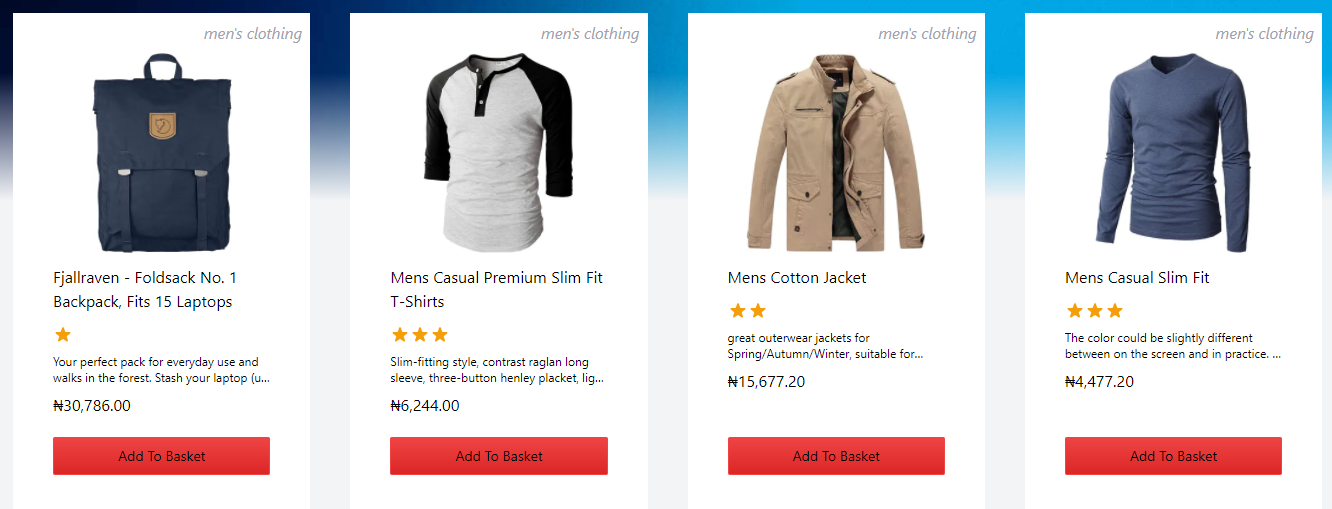 men's clothing
Fjallraven - Foldsack No. 1
Backpack, Fits 15 Laptops
Your perfect pack for everyday use and
walks in the forest. Stash your laptop (u...
₦30,786.00
Add To Basket
men's clothing
Mens Casual Premium Slim Fit
T-Shirts
Slim-fitting style, contrast raglan long
sleeve, three-button henley placket, lig...
₦6,244.00
Add To Basket
men's clothing
Mens Cotton Jacket
great outerwear jackets for
Spring/Autumn/Winter, suitable for...
₦15,677.20
Add To Basket
men's clothing
Mens Casual Slim Fit
The color could be slightly different
between on the screen and in practice. ...
₦4,477.20
Add To Basket